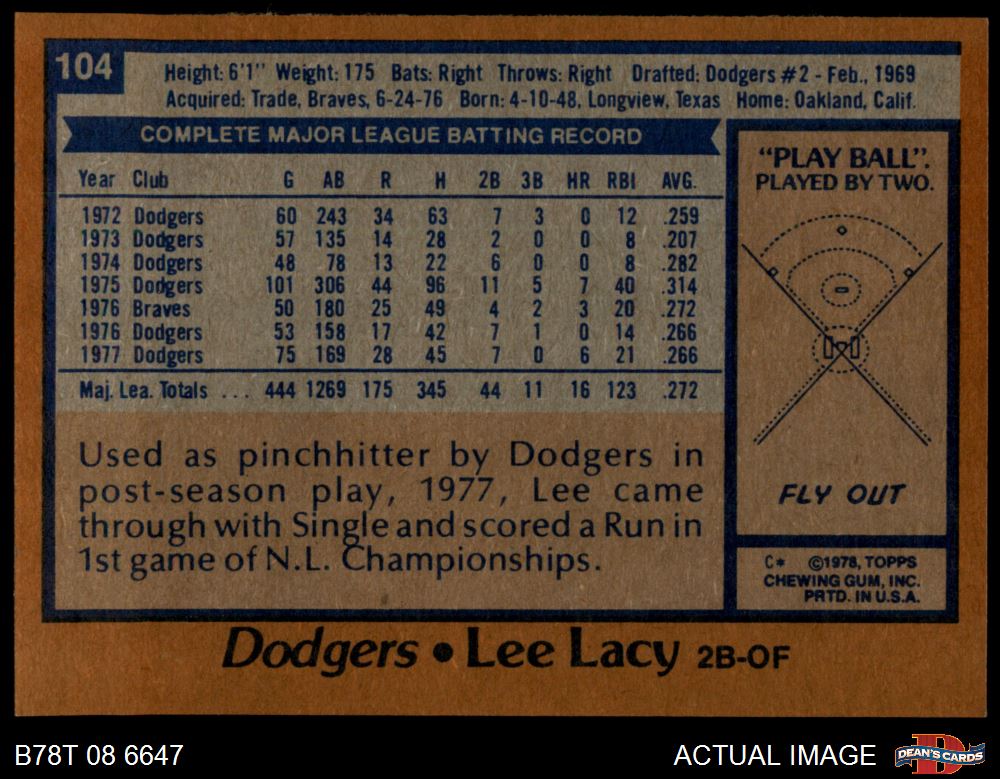 104
Height: 6'1" Weight: 175 Bats: Right Throws: Right Drafted: Dodgers #2 - Feb., 1969
Acquired: Trade, Braves, 6-24-76 Born: 4-10-48, Longview, Texas Home: Oakland, Calif.
COMPLETE MAJOR LEAGUE BATTING RECORD
Year Club G AB R H 2B 3B HR RBI AVG.
1972 Dodgers 60 243 34 63 7 3 0 12 .259
1973 Dodgers 57 135 14 28 2 0 0 8 .207
1974 Dodgers 48 78 13 22 6 0 0 8 .282
1975 Dodgers 101 306 44 96 11 5 7 40 .314
1976 Braves 50 180 25 49 4 2 3 20 .272
1976 Dodgers 53 158 17 42 7 1 0 14 .266
1977 Dodgers 75 169 28 45 7 0 6 21 .266
Maj. Lea. Totals ... 444 1269 175 345 44 11 16 123 .272
Used as pinchhitter by Dodgers in
post-season play, 1977, Lee came
through with Single and scored a Run in
1st game of N.L. Championships.
"PLAY BALL".
PLAYED BY TWO.
FLY OUT
C* ©1978, TOPPS
CHEWING GUM, INC.
PRTD. IN U.S.A.
Dodgers • Lee Lacy 2B-OF
B78T 08 6647
ACTUAL IMAGE
D
DEAN'S CARDS